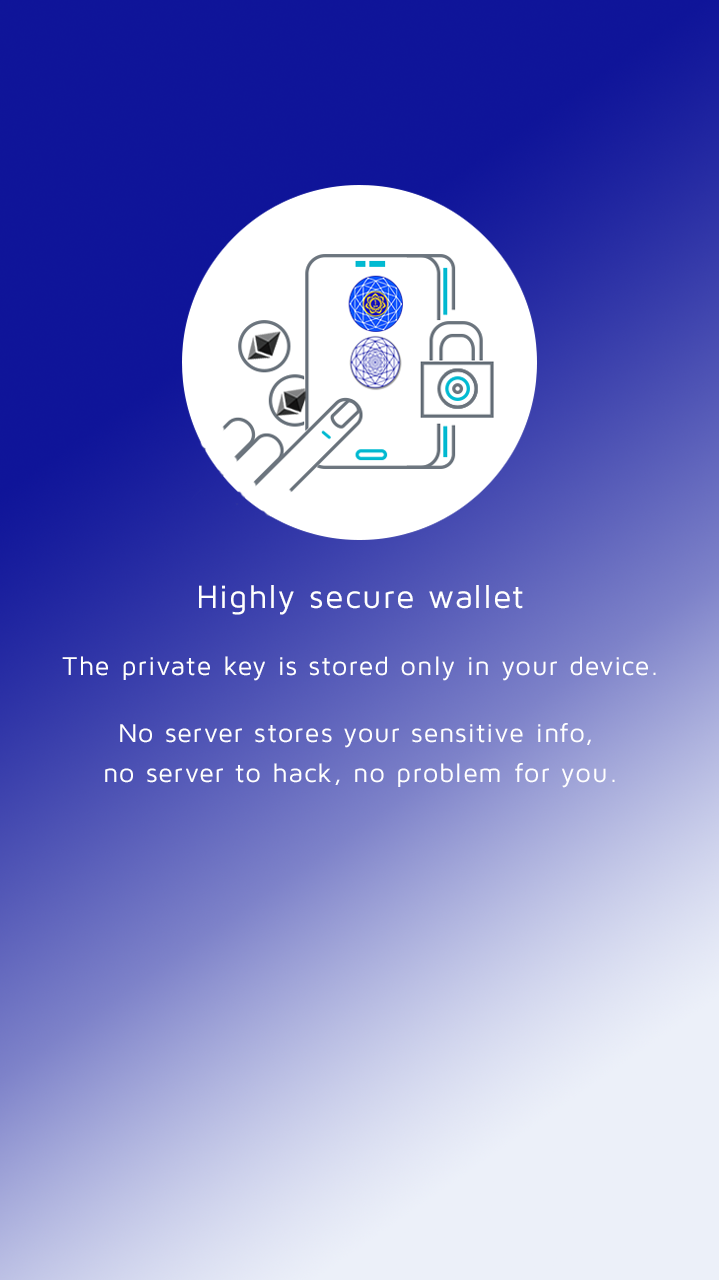 Highly secure wallet
The private key is stored only in your device.
No server stores your sensitive info,
no server to hack, no problem for you.